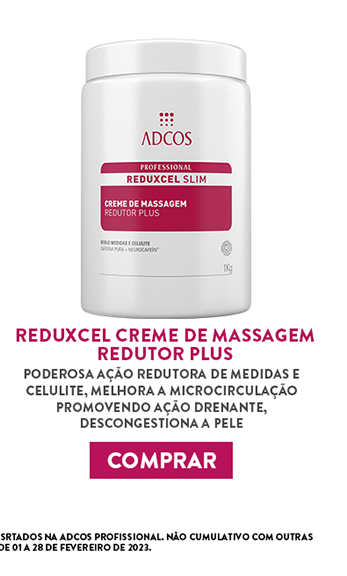 ADCOS
PROFESSIONAL
REDUXCEL SLIM
CREME DE MASSAGEM
REDUTOR PLUS
REDUZ MEDIDAS E CELULITE
CAFEÍNA PURA + NEUROCAFEÍN
1Kg
REDUXCEL CREME DE MASSAGEM
REDUTOR PLUS
PODEROSA AÇÃO REDUTORA DE MEDIDAS E
CELULITE, MELHORA A MICROCIRCULAÇÃO
PROMOVENDO AÇÃO DRENANTE,
DESCONGESTIONA A PELE
COMPRAR
SRTADOS NA ADCOS PROFISSIONAL. NÃO CUMULATIVO COM OUTRAS
DE 01 A 28 DE FEVEREIRO DE 2023.